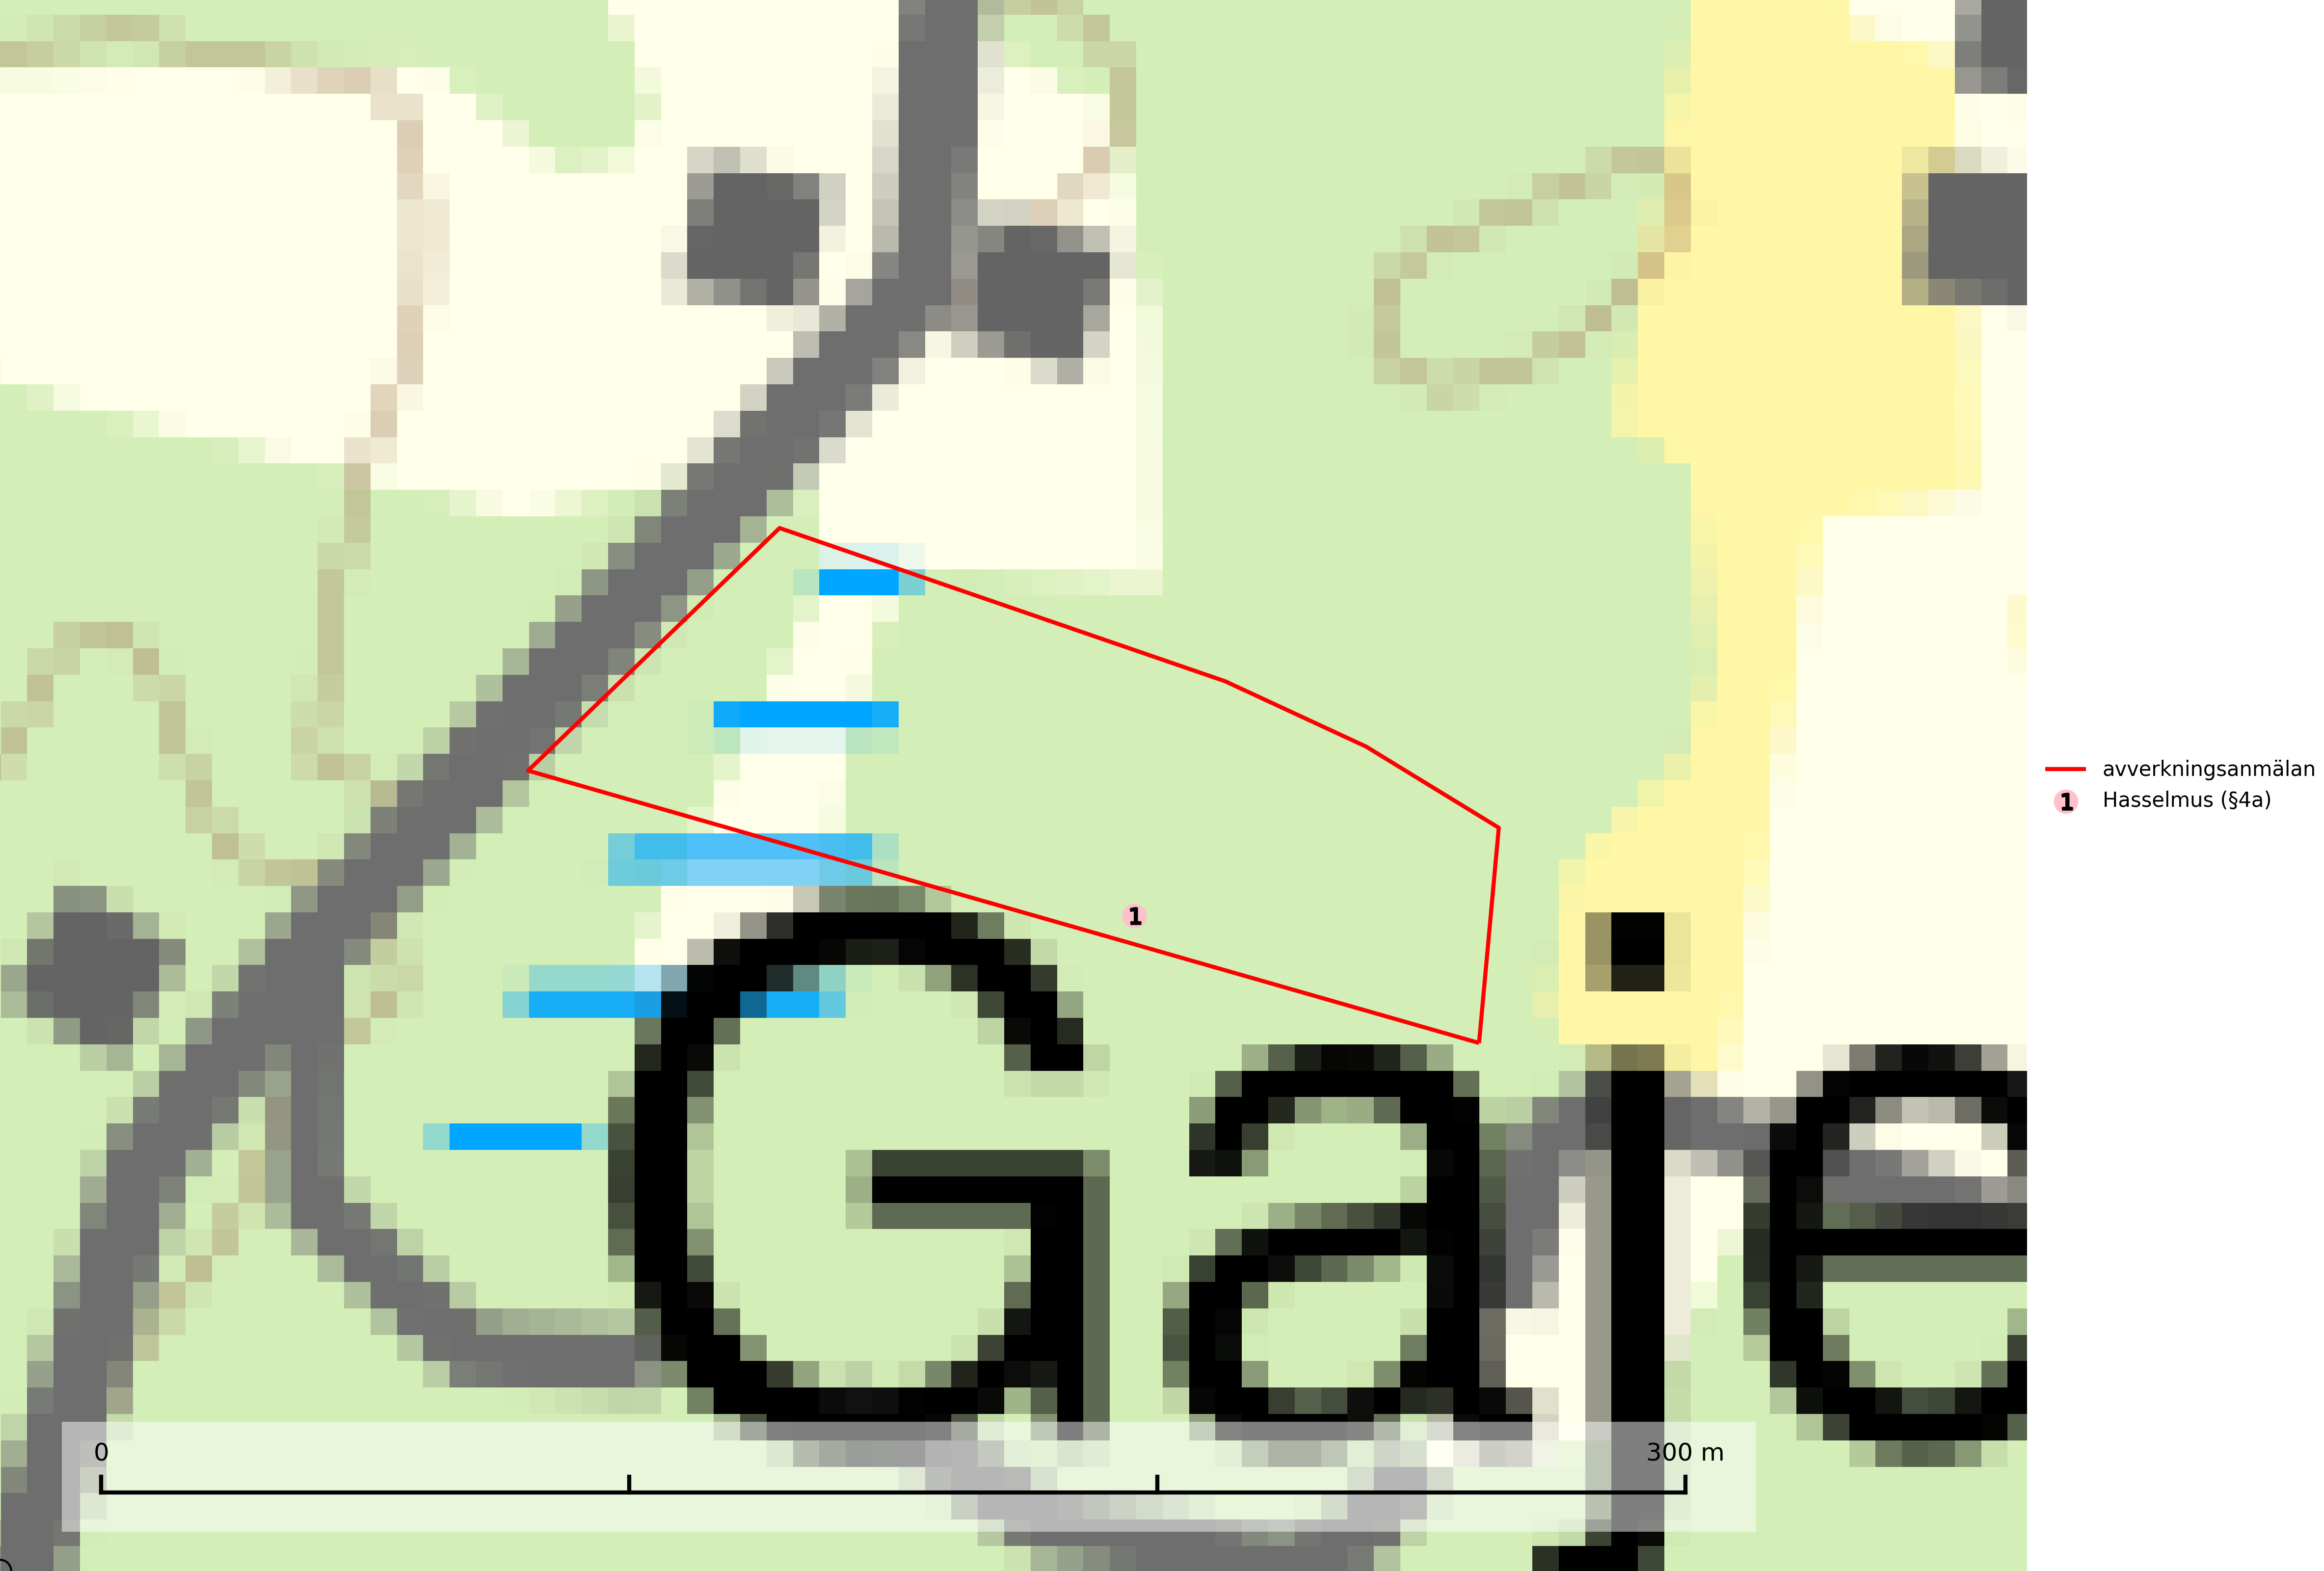 1
Gale
0 300 m
avverkningsanmälan
1 Hasselmus (§4a)